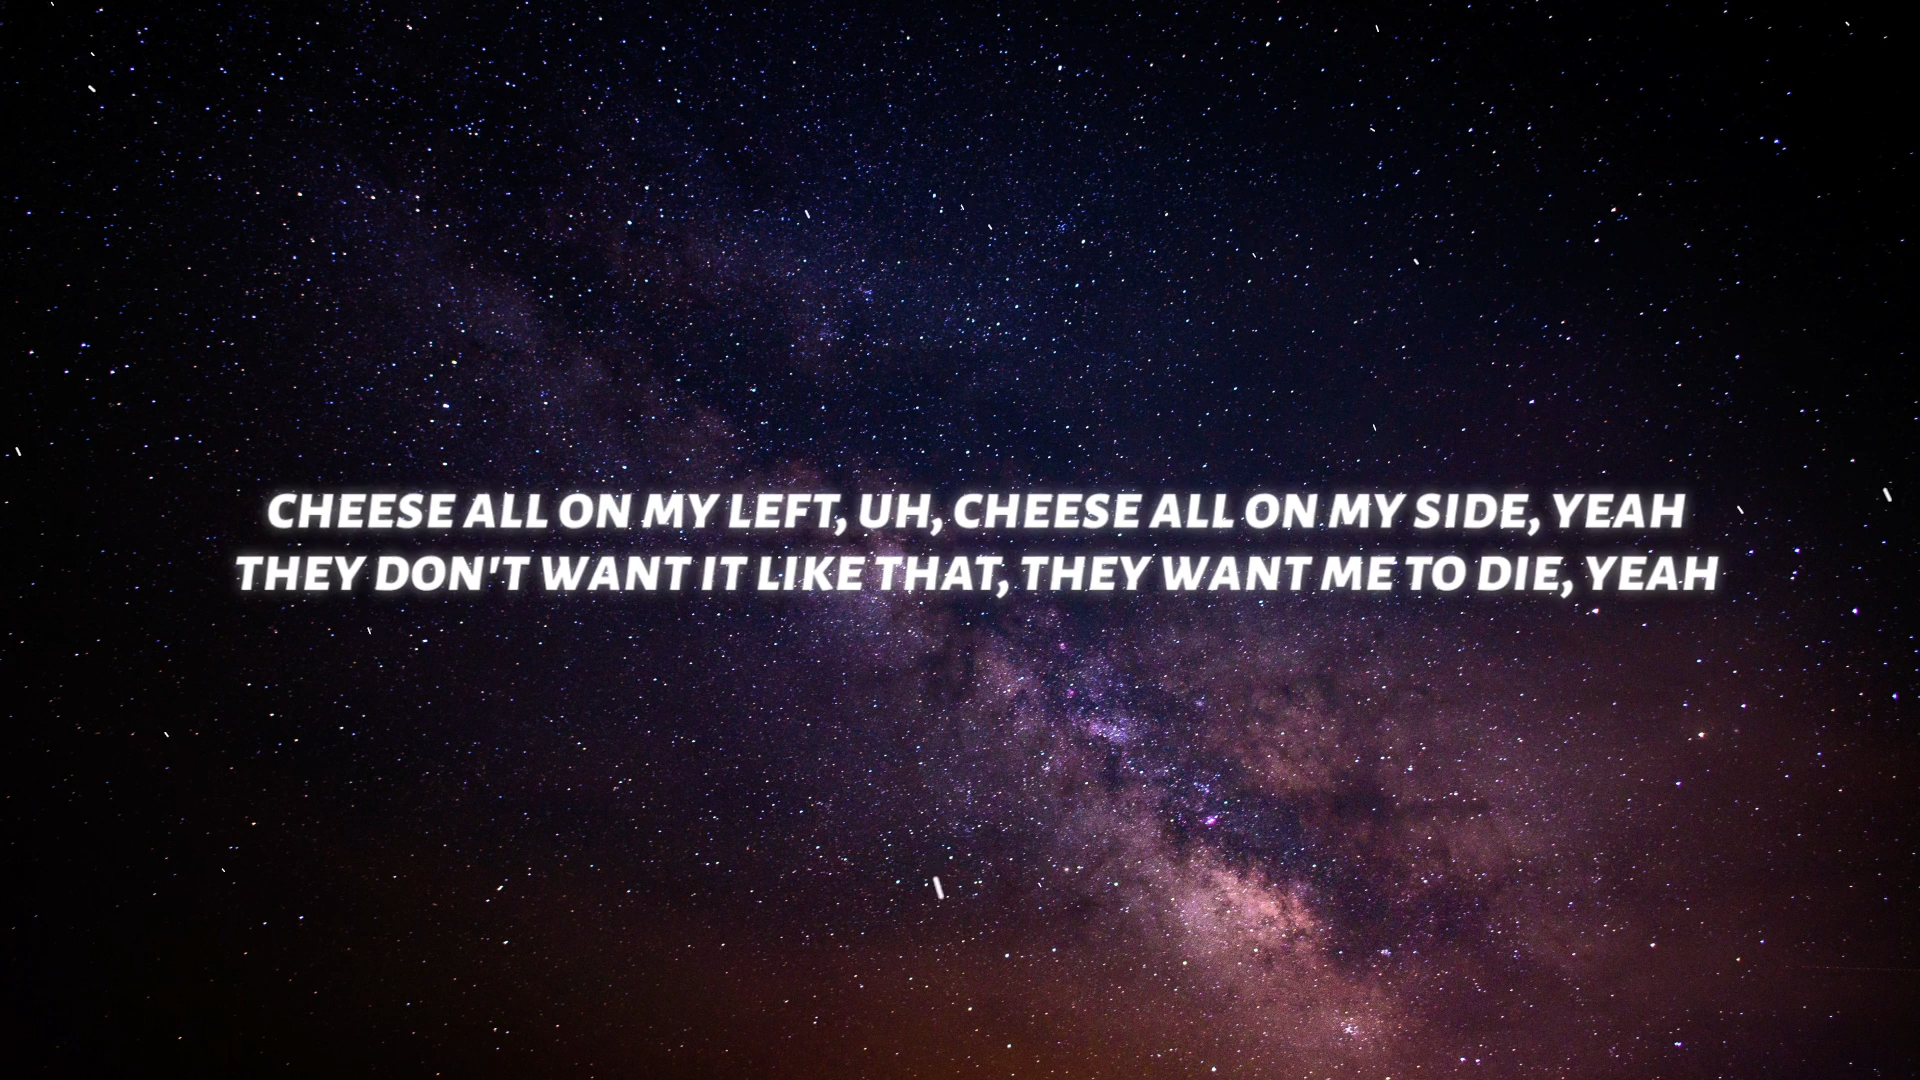 CHEESE ALL ON MY LEFT, UH, CHEESE ALL ON MY SIDE, YEAH
THEY DON'T WANT IT LIKE THAT, THEY WANT ME TO DIE, YEAH